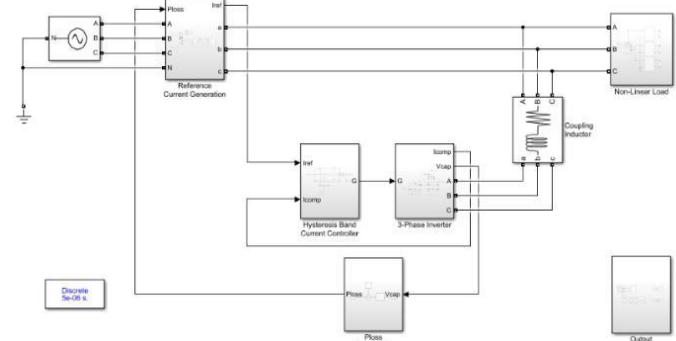 Ploss
Iref
A
A
A
a
A
N
B
B
b
B
C
C
c
C
N
Reference
Current Generation
Non-Linear Load
A
B
C
Coupling
Inductor
a
b
c
Iref
G
Icomp
Hysteresis Band
Current Controller
Icomp
Vcap
G
A
B
C
3-Phase Inverter
Discrete
5e-06 s.
Ploss
Vcap
Ploss
Output